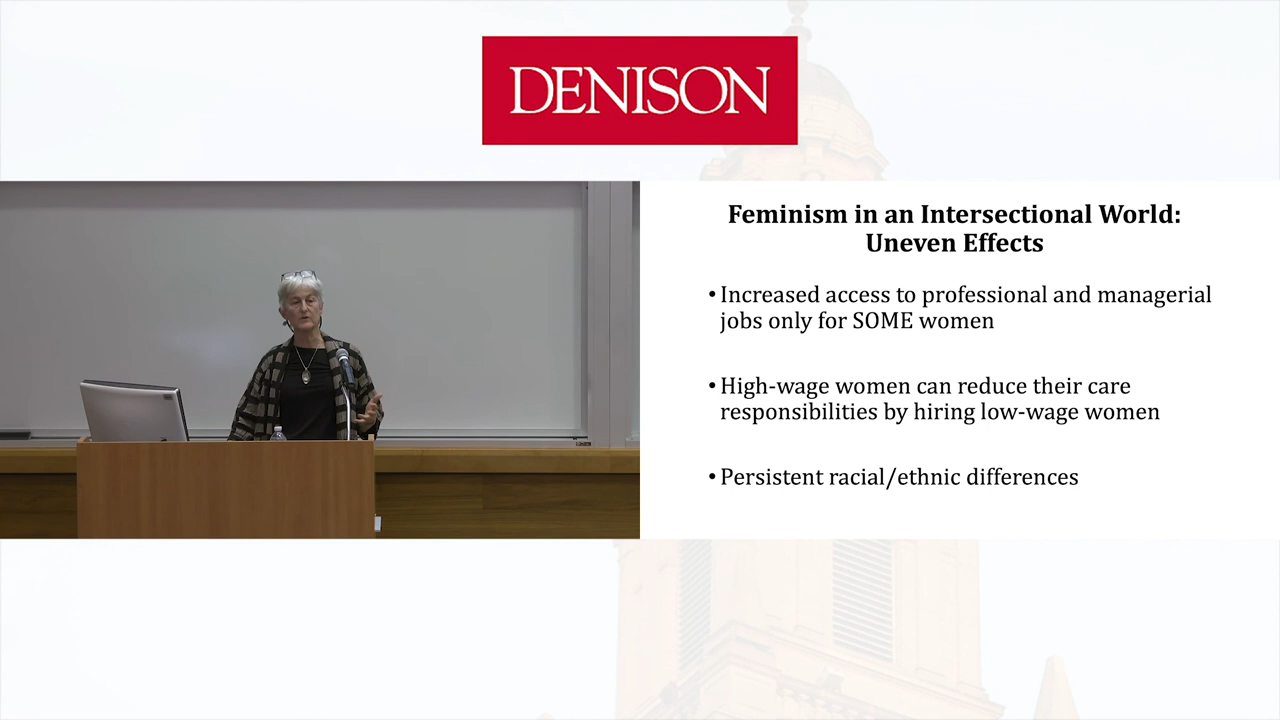 DENISON
Feminism in an Intersectional World:
Uneven Effects
• Increased access to professional and managerial
jobs only for SOME women
• High-wage women can reduce their care
responsibilities by hiring low-wage women
• Persistent racial/ethnic differences